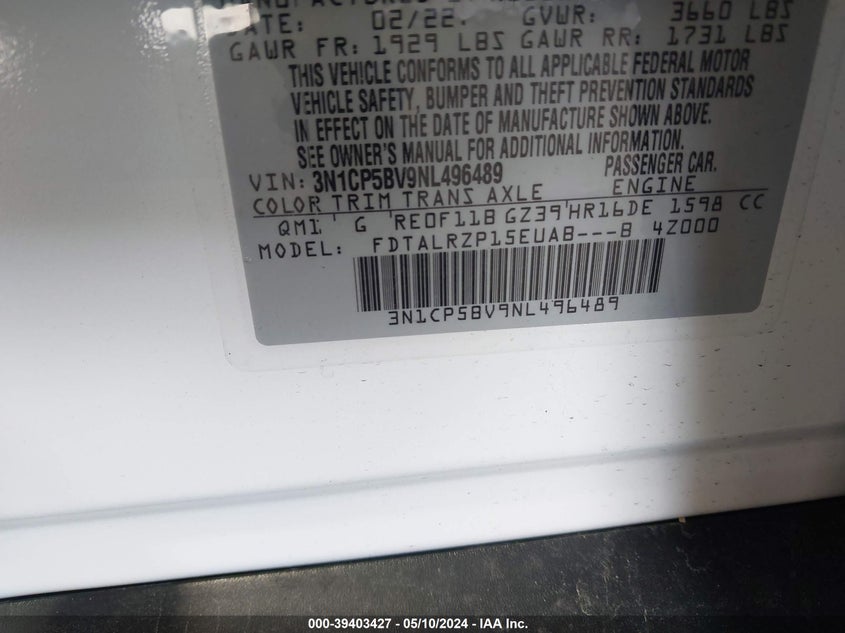 DATE: 02/22 GVWR: 3660 LBS
GAWR FR: 1929 LBS GAWR RR: 1731 LBS
THIS VEHICLE CONFORMS TO ALL APPLICABLE FEDERAL MOTOR
VEHICLE SAFETY, BUMPER AND THEFT PREVENTION STANDARDS
IN EFFECT ON THE DATE OF MANUFACTURE SHOWN ABOVE.
SEE OWNER'S MANUAL FOR ADDITIONAL INFORMATION.
VIN: 3N1CP5BV9NL496489 PASSENGER CAR.
COLOR TRIM TRANS AXLE ENGINE
QM1 G RE0F11B GZ39 HR16DE 1598 CC
MODEL: FDTALRZP15EUAB---B 4Z000
3N1CP5BV9NL496489
000-39403427 - 05/10/2024 - IAA Inc.